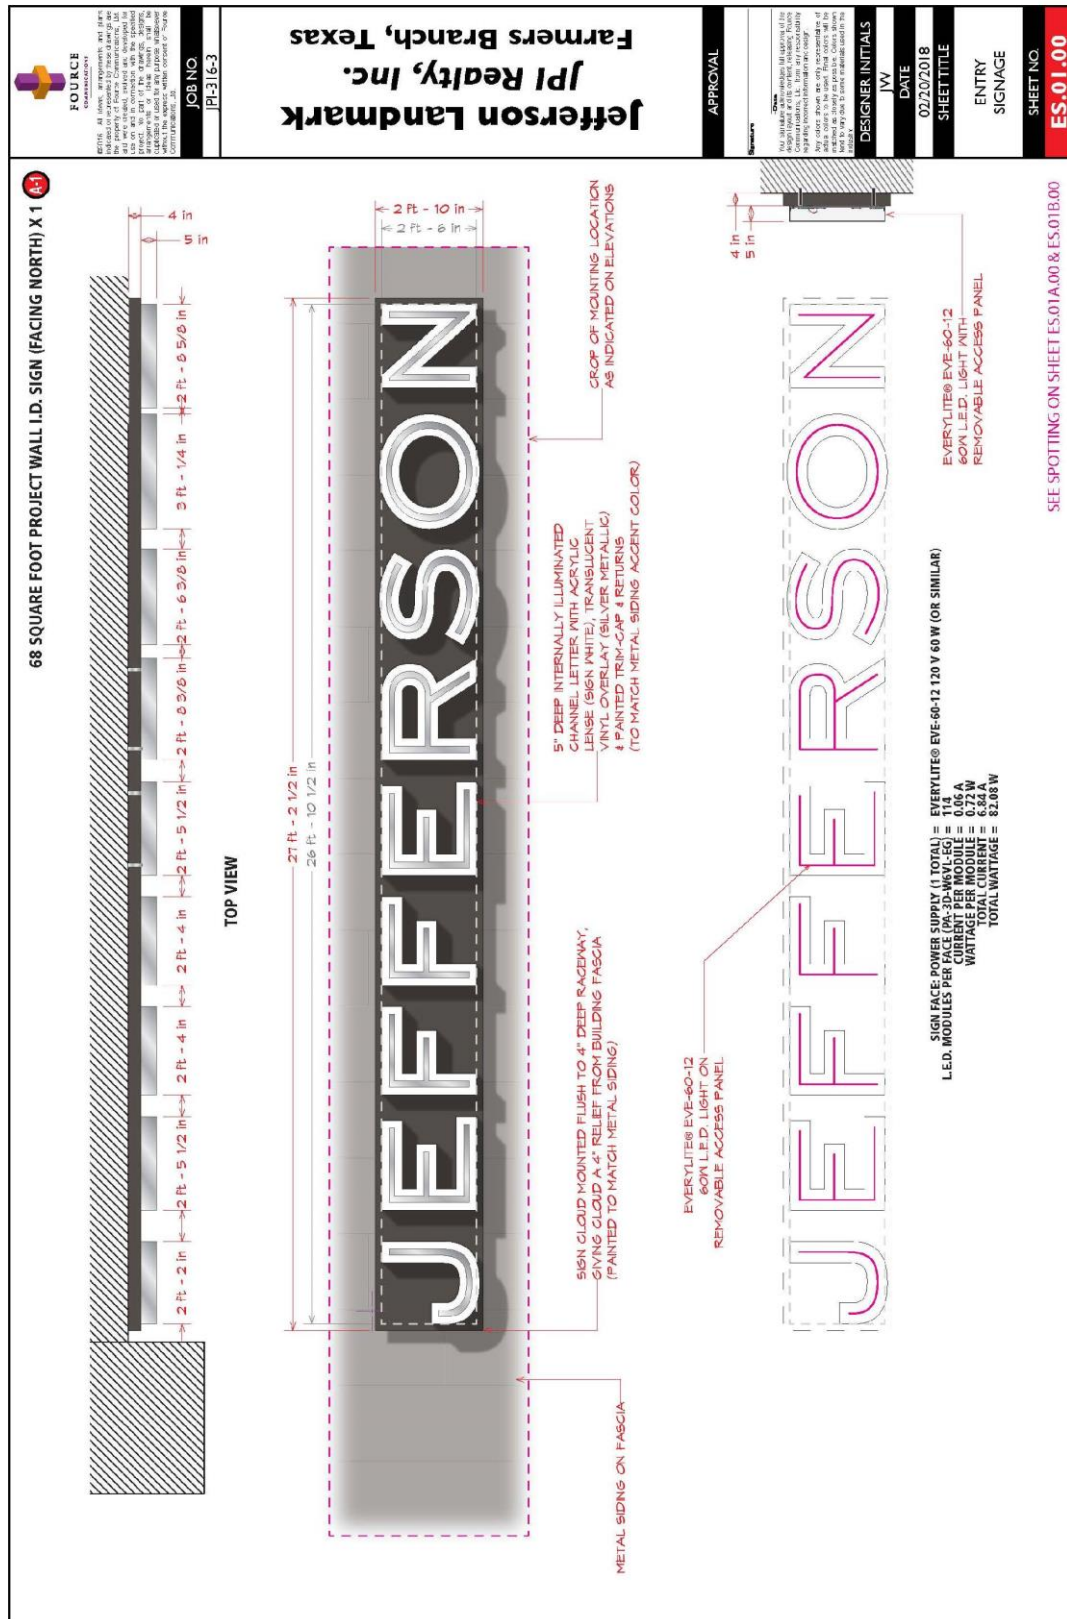 68 SQUARE FOOT PROJECT WALL I.D. SIGN (FACING NORTH) X 1 A-1
4 in
5 in
2 ft - 2 in
2 ft - 5 1/2 in
2 ft - 4 in
2 ft - 4 in
2 ft - 5 1/2 in
2 ft - 8 3/8 in
2 ft - 6 3/8 in
3 ft - 1/4 in
2 ft - 8 5/8 in
TOP VIEW
27 ft - 2 1/2 in
26 ft - 10 1/2 in
2 ft - 10 in
2 ft - 6 in
JEFFERSON
METAL SIDING ON FASCIA
SIGN CLOUD MOUNTED FLUSH TO 4" DEEP RACEWAY,
GIVING CLOUD A 4" RELIEF FROM BUILDING FASCIA
(PAINTED TO MATCH METAL SIDING)
5" DEEP INTERNALLY ILLUMINATED
CHANNEL LETTER WITH ACRYLIC
LENSE (SIGN WHITE), TRANSLUCENT
VINYL OVERLAY (SILVER METALLIC)
& PAINTED TRIM-CAP & RETURNS
(TO MATCH METAL SIDING ACCENT COLOR)
CROP OF MOUNTING LOCATION
AS INDICATED ON ELEVATIONS
EVERYLITE® EVE-60-12
60W L.E.D. LIGHT ON
REMOVABLE ACCESS PANEL
4 in
5 in
JEFFERSON
EVERYLITE® EVE-60-12
60W L.E.D. LIGHT WITH
REMOVABLE ACCESS PANEL
SIGN FACE: POWER SUPPLY (1 TOTAL) = EVERYLITE® EVE-60-12 120 V 60 W (OR SIMILAR)
L.E.D. MODULES PER FACE (PA-3D-W6VL-EG) = 114
CURRENT PER MODULE = 0.06 A
WATTAGE PER MODULE = 0.72 W
TOTAL CURRENT = 6.84 A
TOTAL WATTAGE = 82.08 W
SEE SPOTTING ON SHEET ES.01A.00 & ES.01B.00
FOURCE
COMMUNICATIONS
JOB NO.
JPI-316-3
Jefferson Landmark
JPI Realty, Inc.
Farmers Branch, Texas
APPROVAL
Signature
Date
DESIGNER INITIALS
JW
DATE
02/20/2018
SHEET TITLE
ENTRY
SIGNAGE
SHEET NO.
ES.01.00